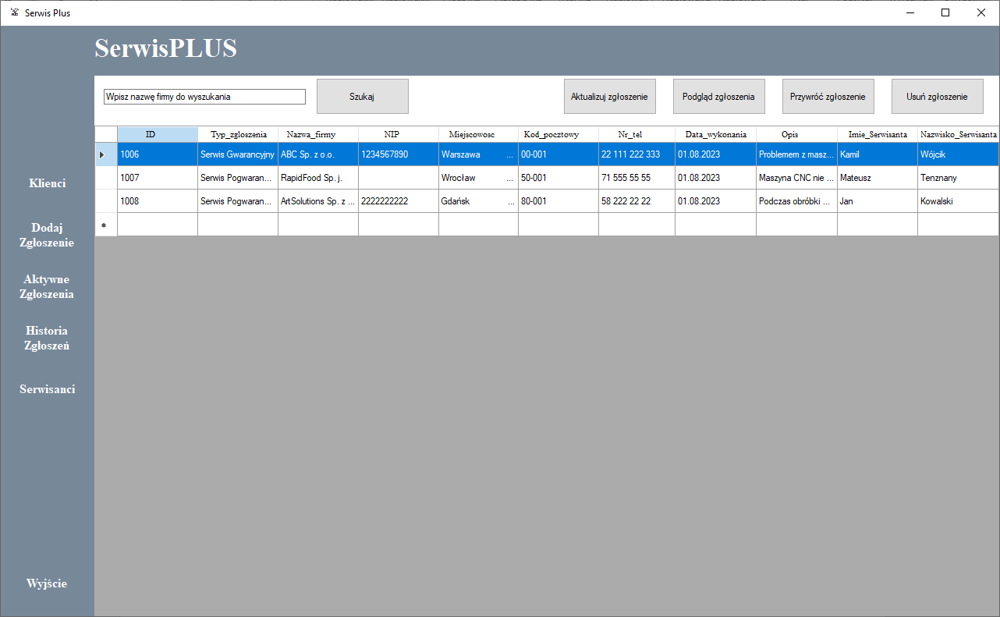 Serwis Plus
SerwisPLUS
Wpisz nazwę firmy do wyszukania Szukaj Aktualizuj zgłoszenie Podgląd zgłoszenia Przywróć zgłoszenie Usuń zgłoszenie
ID Typ_zgloszenia Nazwa_firmy NIP Miejscowosc Kod_pocztowy Nr_tel Data_wykonania Opis Imie_Serwisanta Nazwisko_Serwisanta
1006 Serwis Gwarancyjny ABC Sp. z o.o. 1234567890 Warszawa ... 00-001 22 111 222 333 01.08.2023 Problemem z masz... Kamil Wójcik
1007 Serwis Pogwaran... RapidFood Sp. j. Wrocław ... 50-001 71 555 55 55 01.08.2023 Maszyna CNC nie ... Mateusz Tenznany
1008 Serwis Pogwaran... ArtSolutions Sp. z ... 2222222222 Gdańsk ... 80-001 58 222 22 22 01.08.2023 Podczas obróbki ... Jan Kowalski
Klienci
Dodaj
Zgłoszenie
Aktywne
Zgłoszenia
Historia
Zgłoszeń
Serwisanci
Wyjście